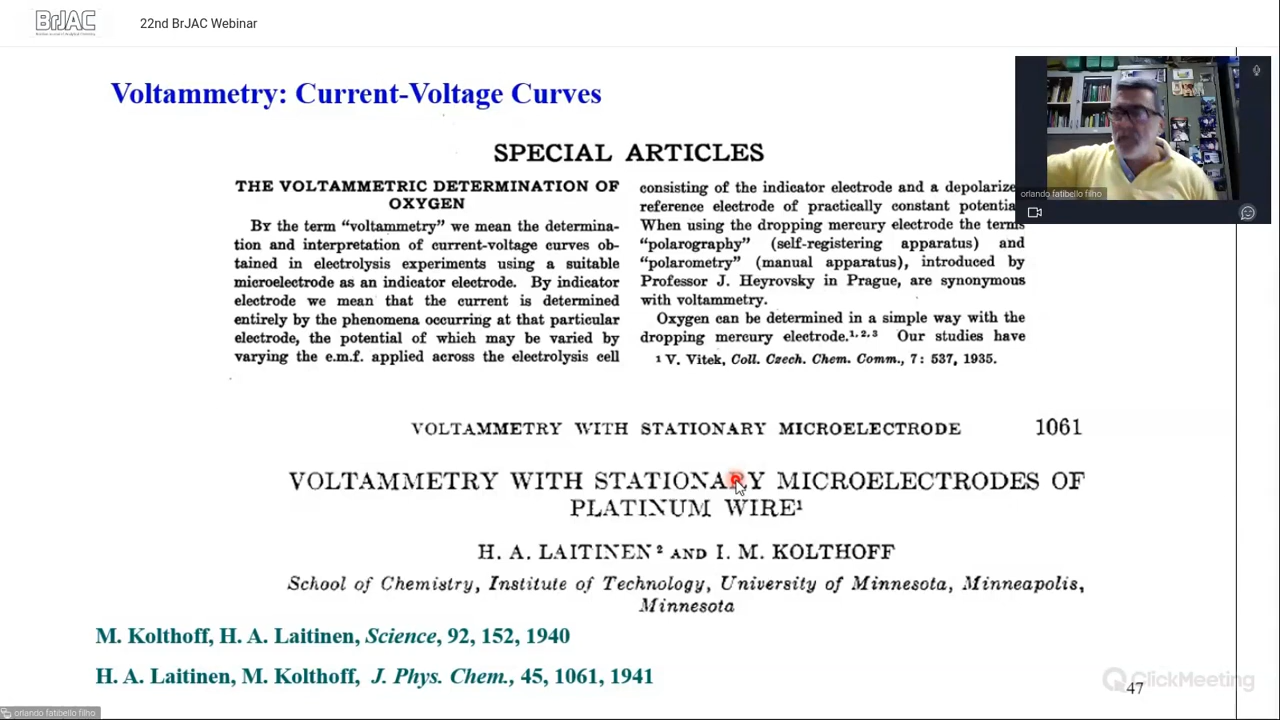 BrJAC
22nd BrJAC Webinar
Voltammetry: Current-Voltage Curves
SPECIAL ARTICLES
THE VOLTAMMETRIC DETERMINATION OF
OXYGEN
By the term "voltammetry" we mean the determina-
tion and interpretation of current-voltage curves ob-
tained in electrolysis experiments using a suitable
microelectrode as an indicator electrode. By indicator
electrode we mean that the current is determined
entirely by the phenomena occurring at that particular
electrode, the potential of which may be varied by
varying the e.m.f. applied across the electrolysis cell
consisting of the indicator electrode and a depolarize
reference electrode of practically constant potentia
When using the dropping mercury electrode the terms
"polarography" (self-registering apparatus) and
"polarometry" (manual apparatus), introduced by
Professor J. Heyrovsky in Prague, are synonymous
with voltammetry.
Oxygen can be determined in a simple way with the
dropping mercury electrode.1, 2, 3 Our studies have
1 V. Vitek, Coll. Czech. Chem. Comm., 7: 537, 1935.
orlando fatibello filho
VOLTAMMETRY WITH STATIONARY MICROELECTRODE 1061
VOLTAMMETRY WITH STATIONARY MICROELECTRODES OF
PLATINUM WIRE1
H. A. LAITINEN2 AND I. M. KOLTHOFF
School of Chemistry, Institute of Technology, University of Minnesota, Minneapolis,
Minnesota
M. Kolthoff, H. A. Laitinen, Science, 92, 152, 1940
H. A. Laitinen, M. Kolthoff, J. Phys. Chem., 45, 1061, 1941
ClickMeeting
47
orlando fatibello filho